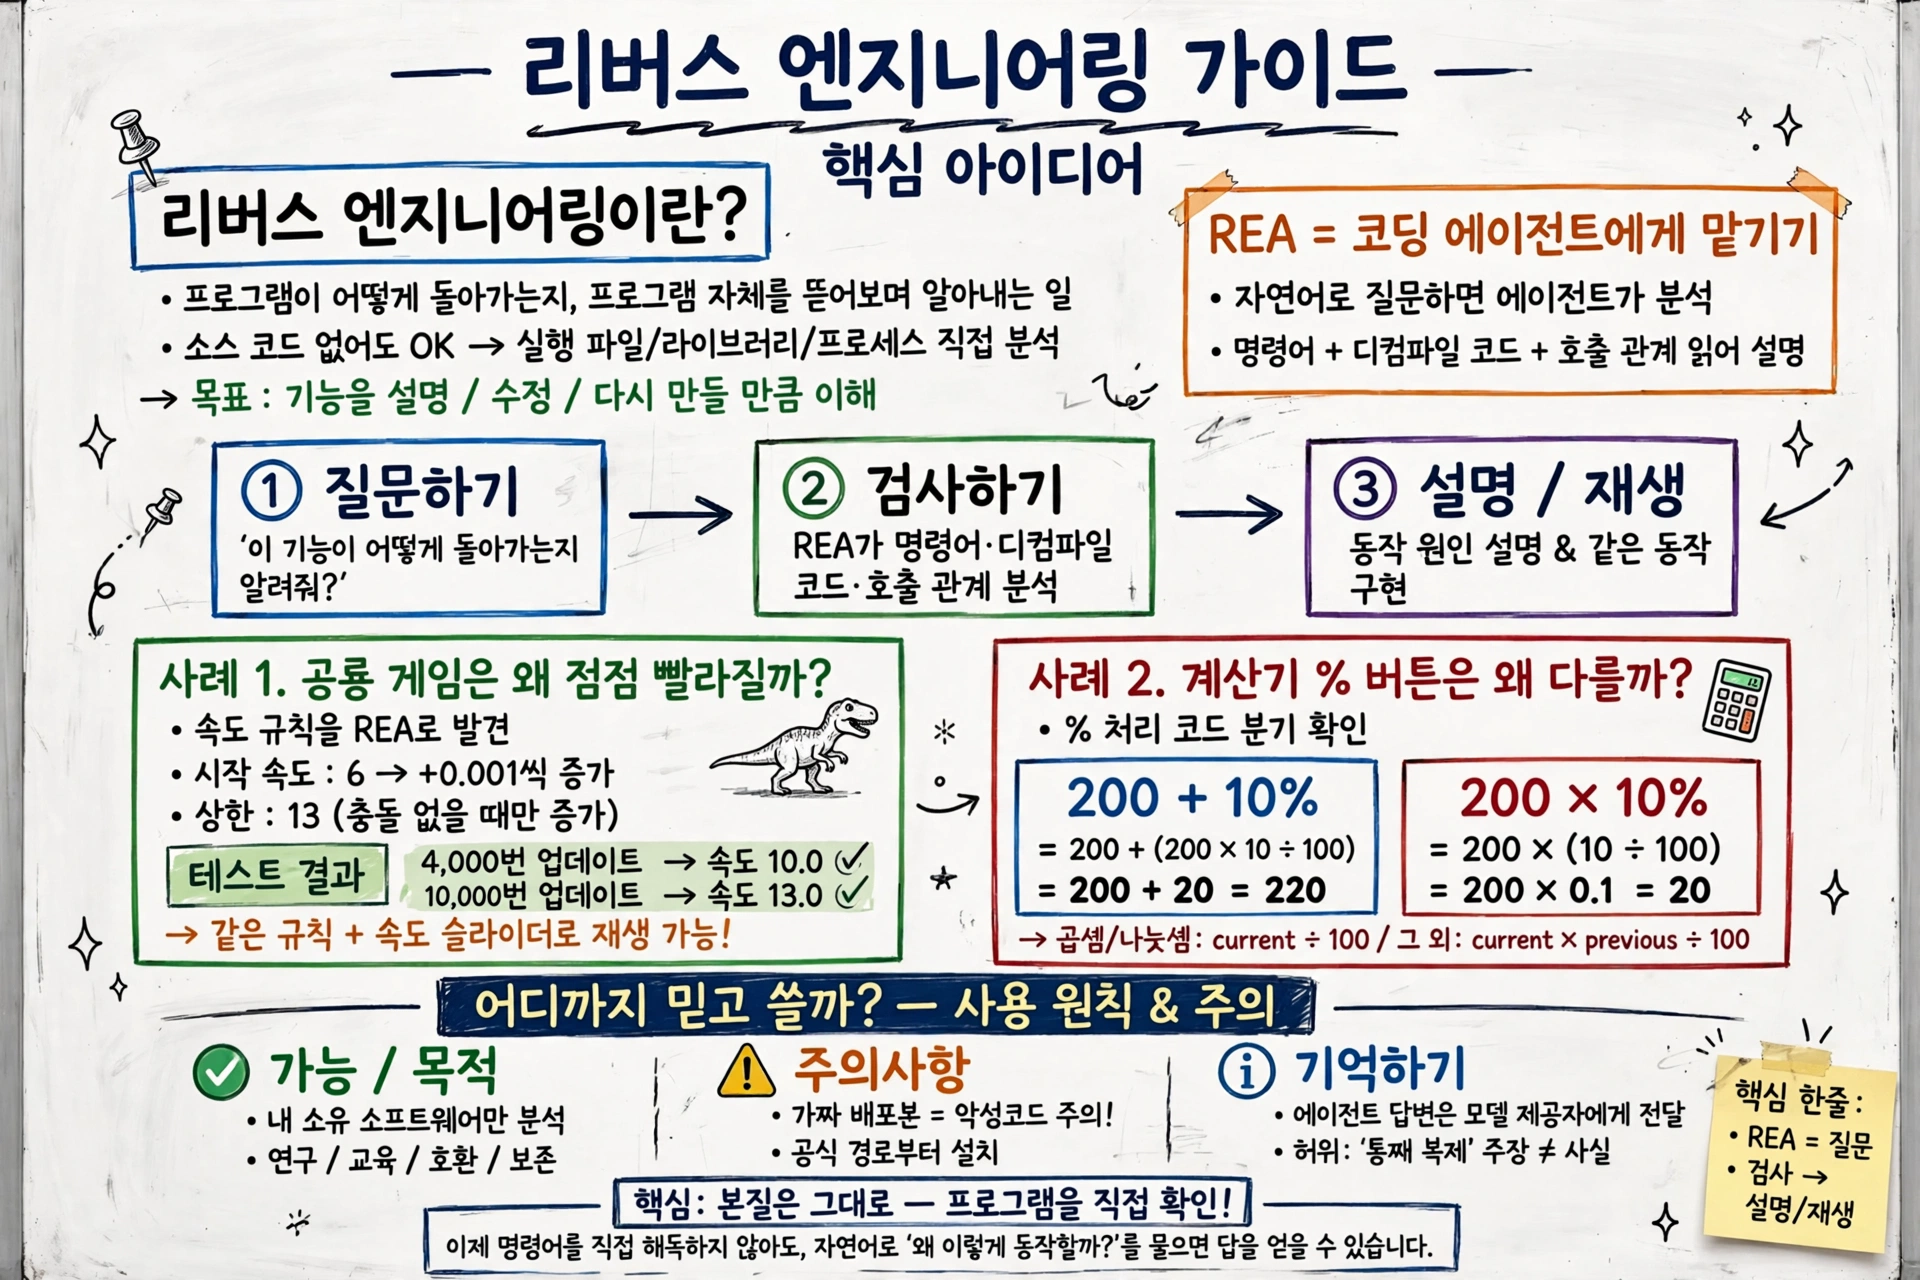 리버스 엔지니어링 가이드
핵심 아이디어
리버스 엔지니어링이란?
• 프로그램이 어떻게 돌아가는지, 프로그램 자체를 뜯어보며 알아내는 일
• 소스 코드 없어도 OK → 실행 파일/라이브러리/프로세스 직접 분석
→ 목표 : 기능을 설명 / 수정 / 다시 만들 만큼 이해
REA = 코딩 에이전트에게 맡기기
• 자연어로 질문하면 에이전트가 분석
• 명령어 + 디컴파일 코드 + 호출 관계 읽어 설명
① 질문하기
'이 기능이 어떻게 돌아가는지
알려줘?'
② 검사하기
REA가 명령어·디컴파일
코드·호출 관계 분석
③ 설명 / 재생
동작 원인 설명 & 같은 동작
구현
사례 1. 공룡 게임은 왜 점점 빨라질까?
• 속도 규칙을 REA로 발견
• 시작 속도 : 6 → +0.001씩 증가
• 상한 : 13 (충돌 없을 때만 증가)
테스트 결과
4,000번 업데이트 → 속도 10.0 ✓
10,000번 업데이트 → 속도 13.0 ✓
→ 같은 규칙 + 속도 슬라이더로 재생 가능!
사례 2. 계산기 % 버튼은 왜 다를까?
• % 처리 코드 분기 확인
200 + 10%
= 200 + (200 × 10 ÷ 100)
= 200 + 20 = 220
200 × 10%
= 200 × (10 ÷ 100)
= 200 × 0.1 = 20
→ 곱셈/나눗셈: current ÷ 100 / 그 외: current × previous ÷ 100
어디까지 믿고 쓸까? — 사용 원칙 & 주의
가능 / 목적
• 내 소유 소프트웨어만 분석
• 연구 / 교육 / 호환 / 보존
주의사항
• 가짜 배포본 = 악성코드 주의!
• 공식 경로부터 설치
기억하기
• 에이전트 답변은 모델 제공자에게 전달
• 허위: '통째 복제' 주장 ≠ 사실
핵심 한줄:
• REA = 질문
• 검사 →
설명/재생
핵심: 본질은 그대로 — 프로그램을 직접 확인!
이제 명령어를 직접 해독하지 않아도, 자연어로 '왜 이렇게 동작할까?'를 물으면 답을 얻을 수 있습니다.